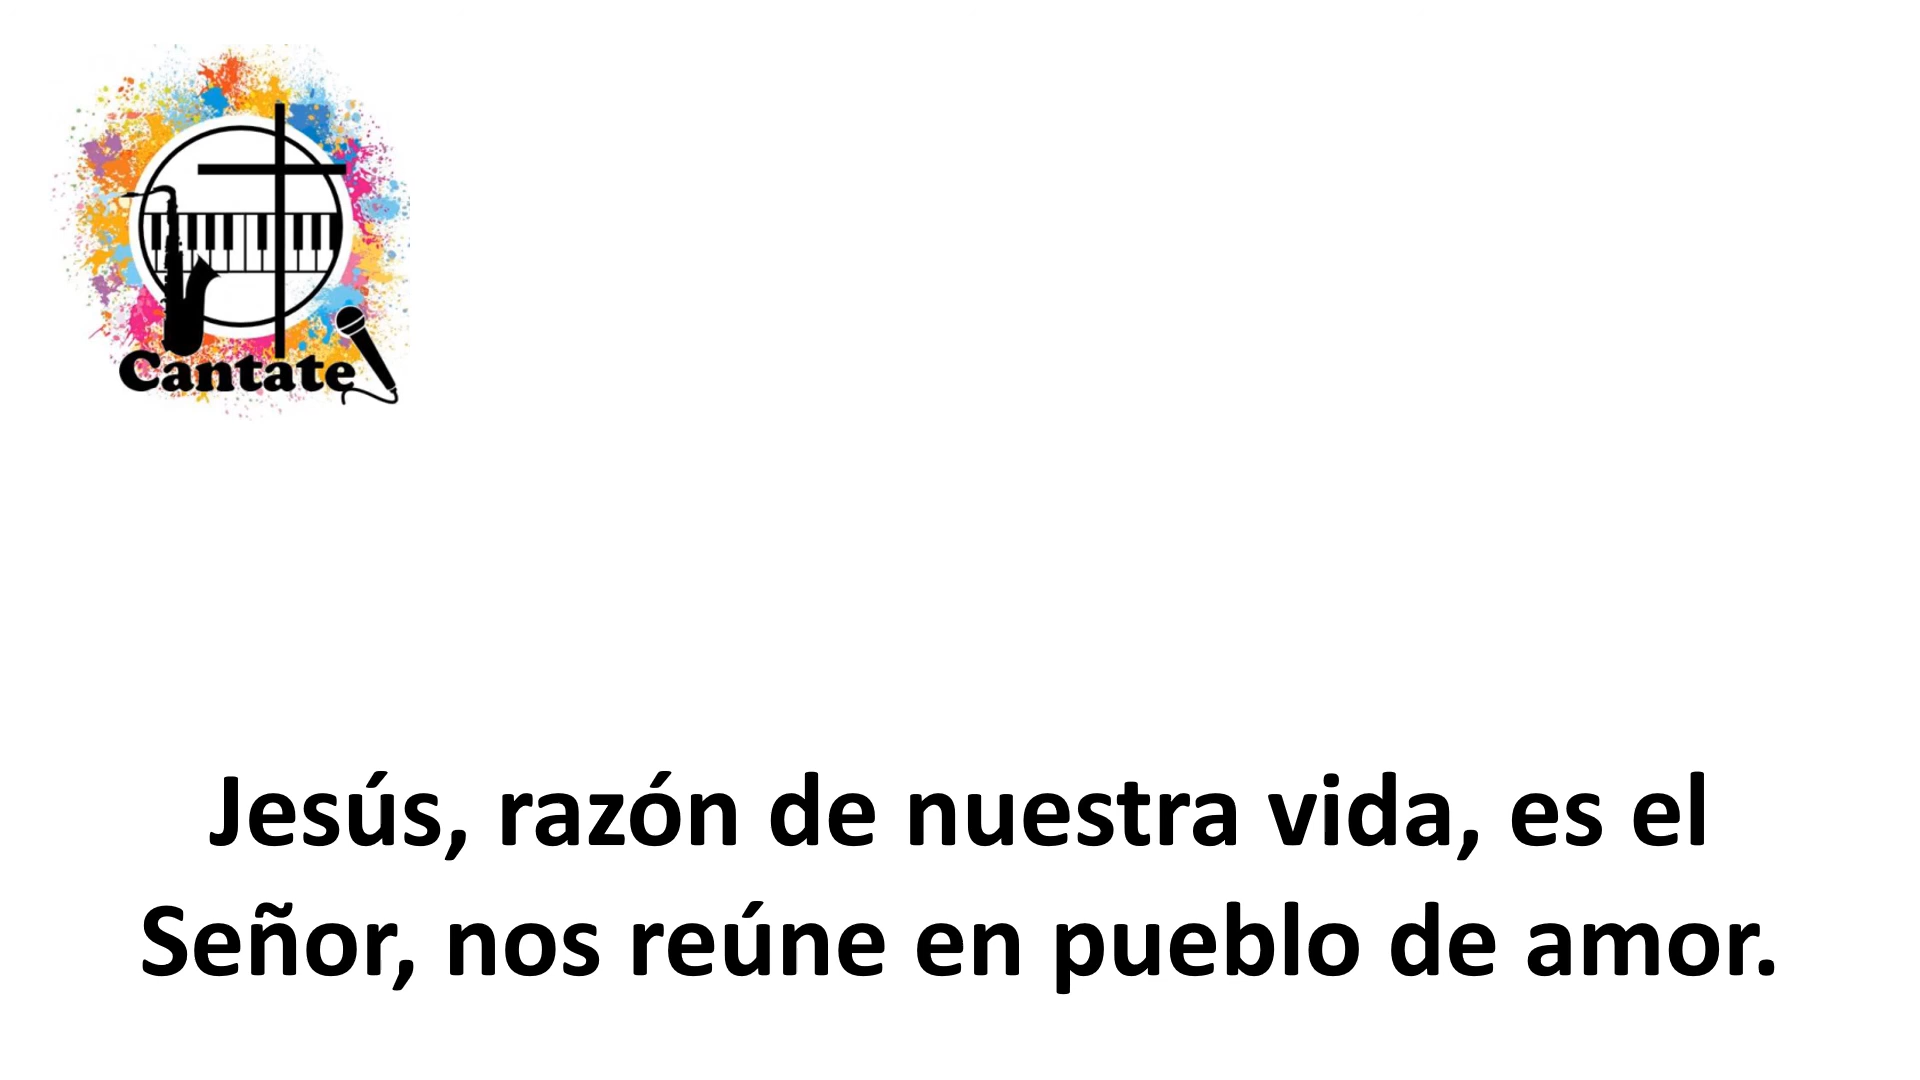 Cantate
Jesús, razón de nuestra vida, es el
Señor, nos reúne en pueblo de amor.